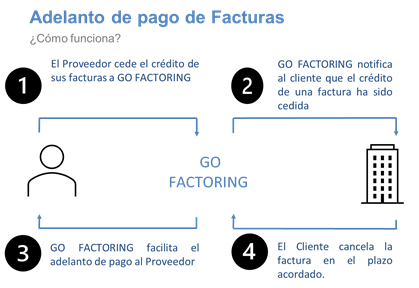 Adelanto de pago de Facturas
¿Cómo funciona?
1
El Proveedor cede el crédito de
sus facturas a GO FACTORING
2
GO FACTORING notifica
al cliente que el crédito
de una factura ha sido
cedida
GO
FACTORING
3
GO FACTORING facilita el
adelanto de pago al Proveedor
4
El Cliente cancela la
factura en el plazo
acordado.